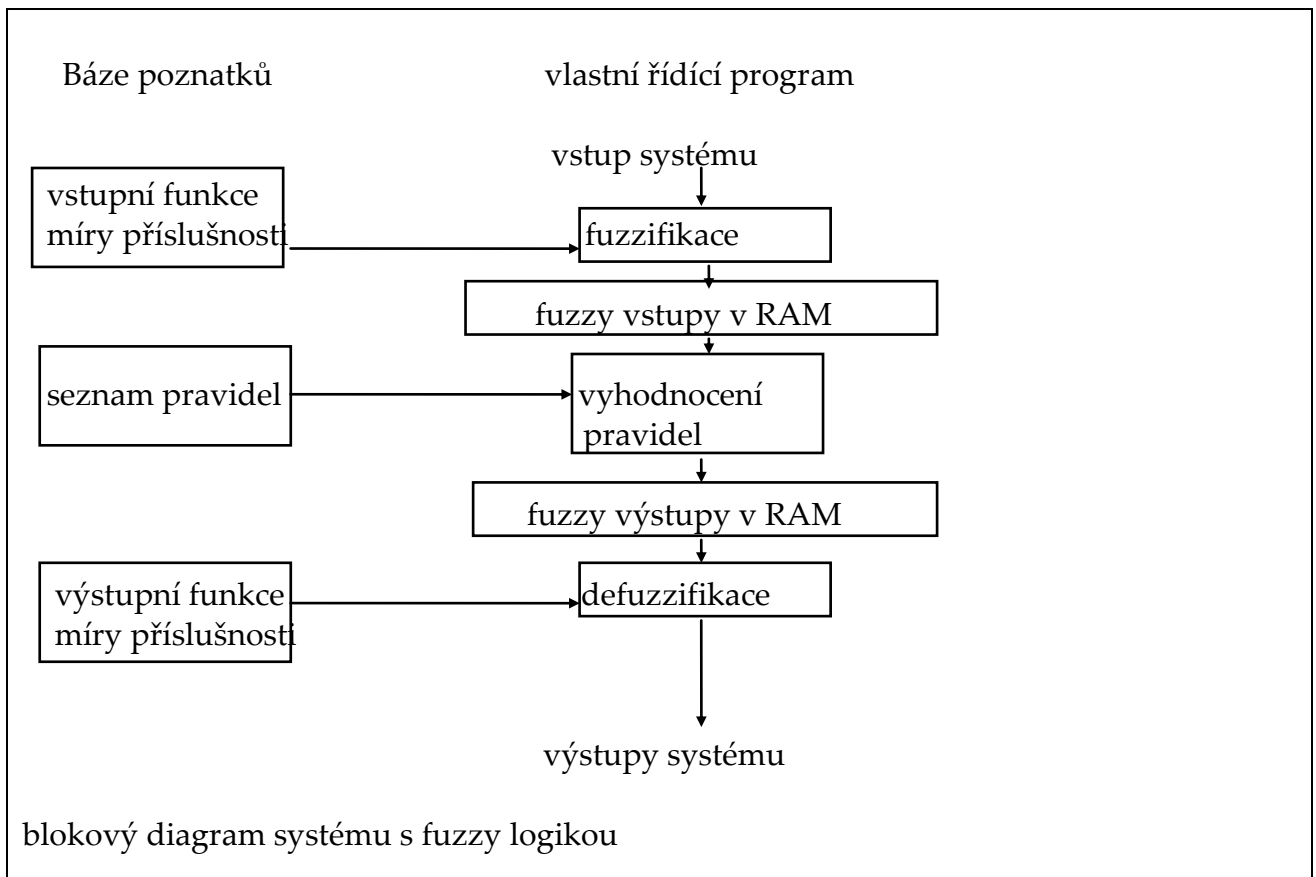 Báze poznatků
vlastní řídící program
vstup systému
vstupní funkce
míry příslušnosti
fuzzifikace
fuzzy vstupy v RAM
seznam pravidel
vyhodnocení
pravidel
fuzzy výstupy v RAM
výstupní funkce
míry příslušnosti
defuzzifikace
výstupy systému
blokový diagram systému s fuzzy logikou